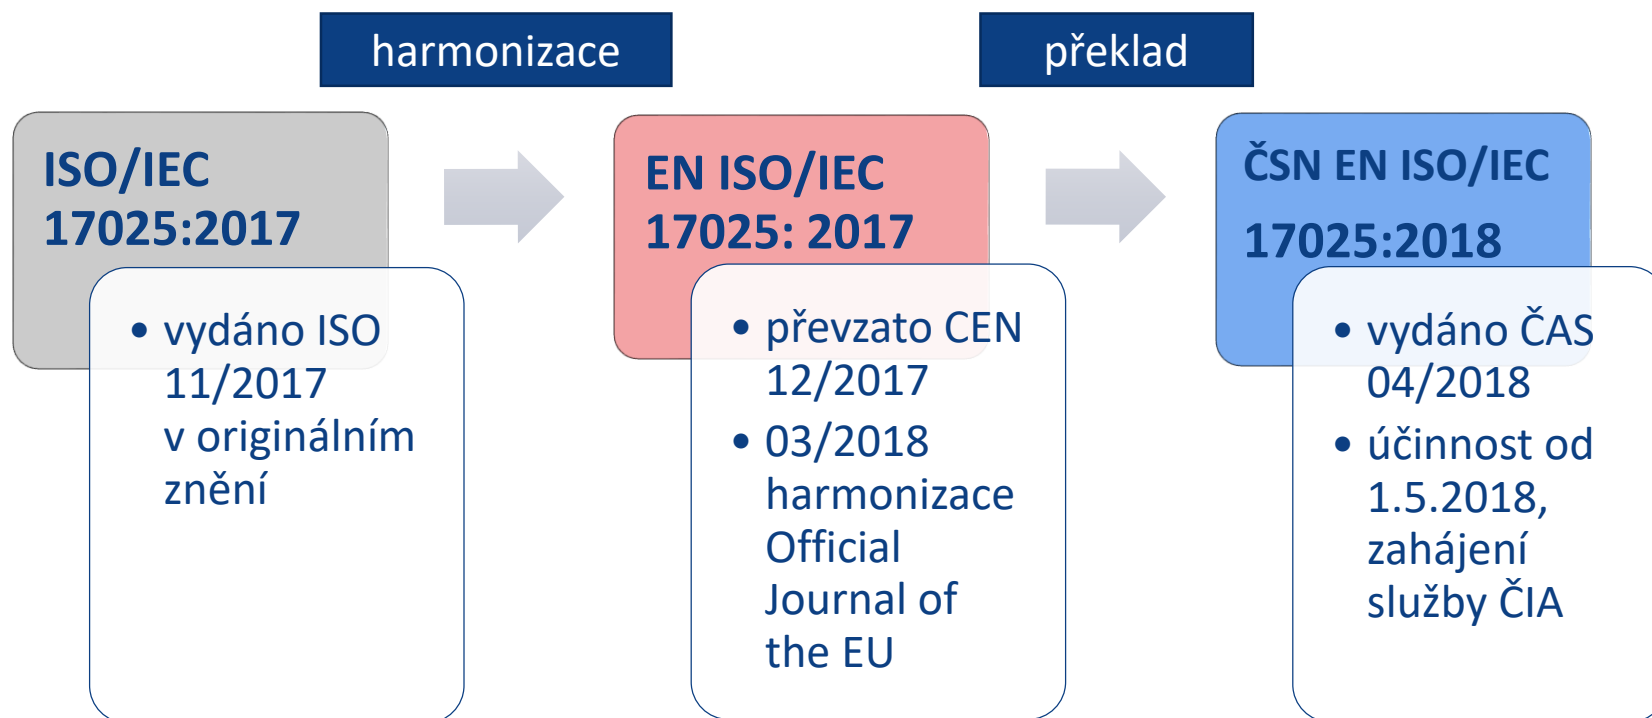 harmonizace
překlad
ISO/IEC
17025:2017
• vydáno ISO
11/2017
v originálním
znění
EN ISO/IEC
17025: 2017
• převzato CEN
12/2017
• 03/2018
harmonizace
Official
Journal of
the EU
ČSN EN ISO/IEC
17025:2018
• vydáno ČAS
04/2018
• účinnost od
1.5.2018,
zahájení
služby ČIA